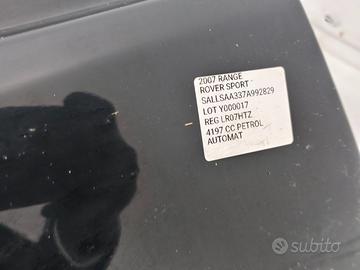 2007 RANGE
ROVER SPORT
SALLSAA337A992829
LOT Y000017
REG LR07HTZ
4197 CC PETROL
AUTOMAT
subito